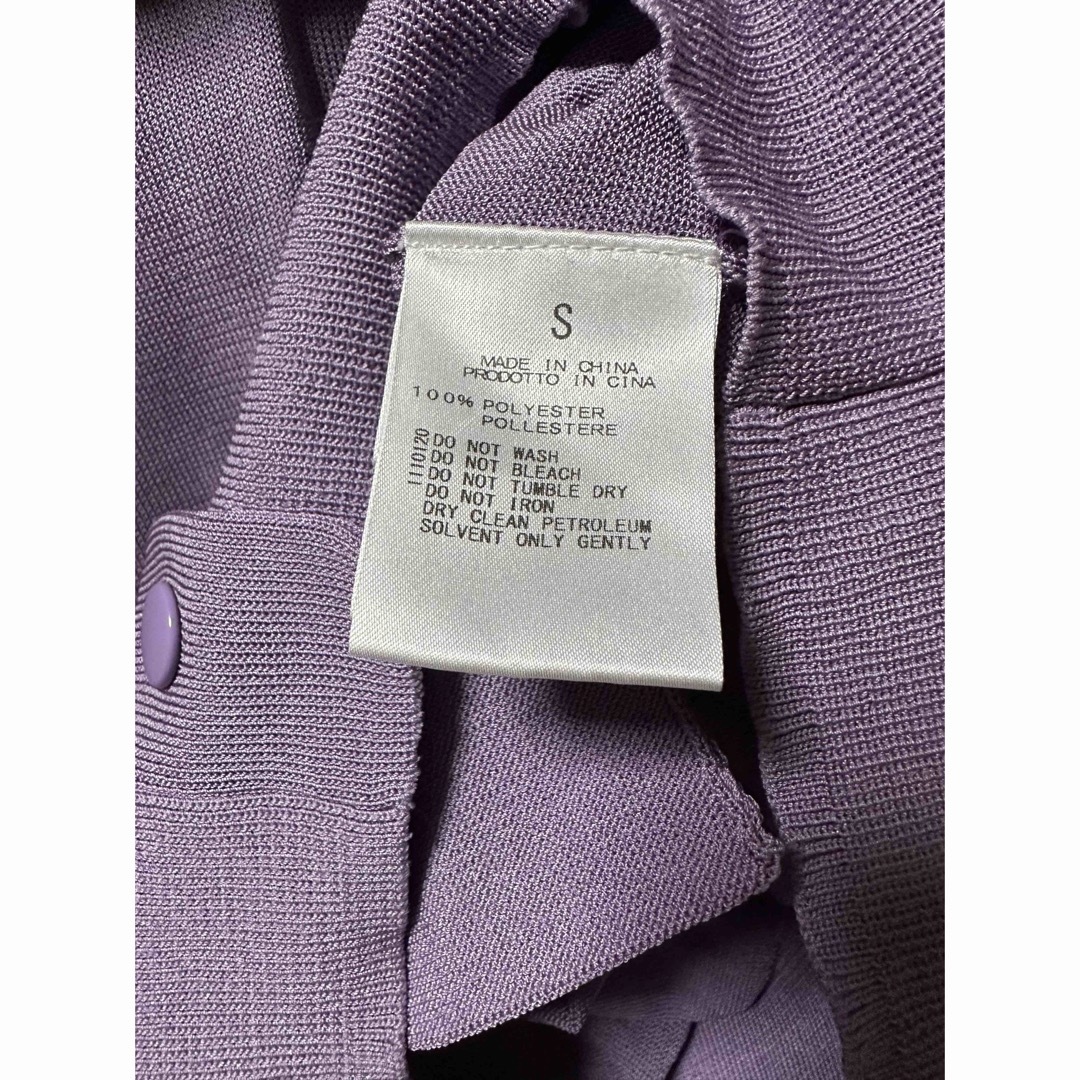 S
MADE IN CHINA
PRODOTTO IN CINA
100% POLYESTER
POLLESTERE
DO NOT WASH
DO NOT BLEACH
DO NOT TUMBLE DRY
DO NOT IRON
DRY CLEAN PETROLEUM
SOLVENT ONLY GENTLY
1110120